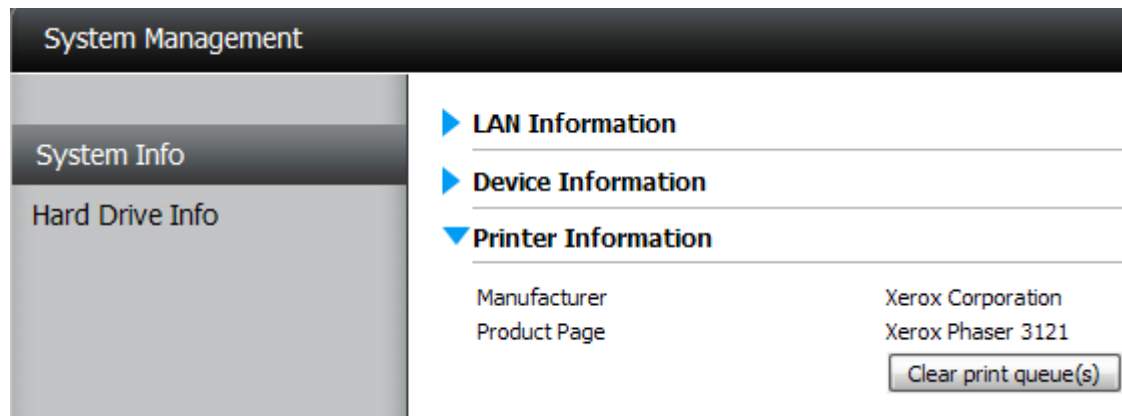 System Management
System Info
Hard Drive Info
LAN Information
Device Information
Printer Information
Manufacturer Xerox Corporation
Product Page Xerox Phaser 3121
Clear print queue(s)